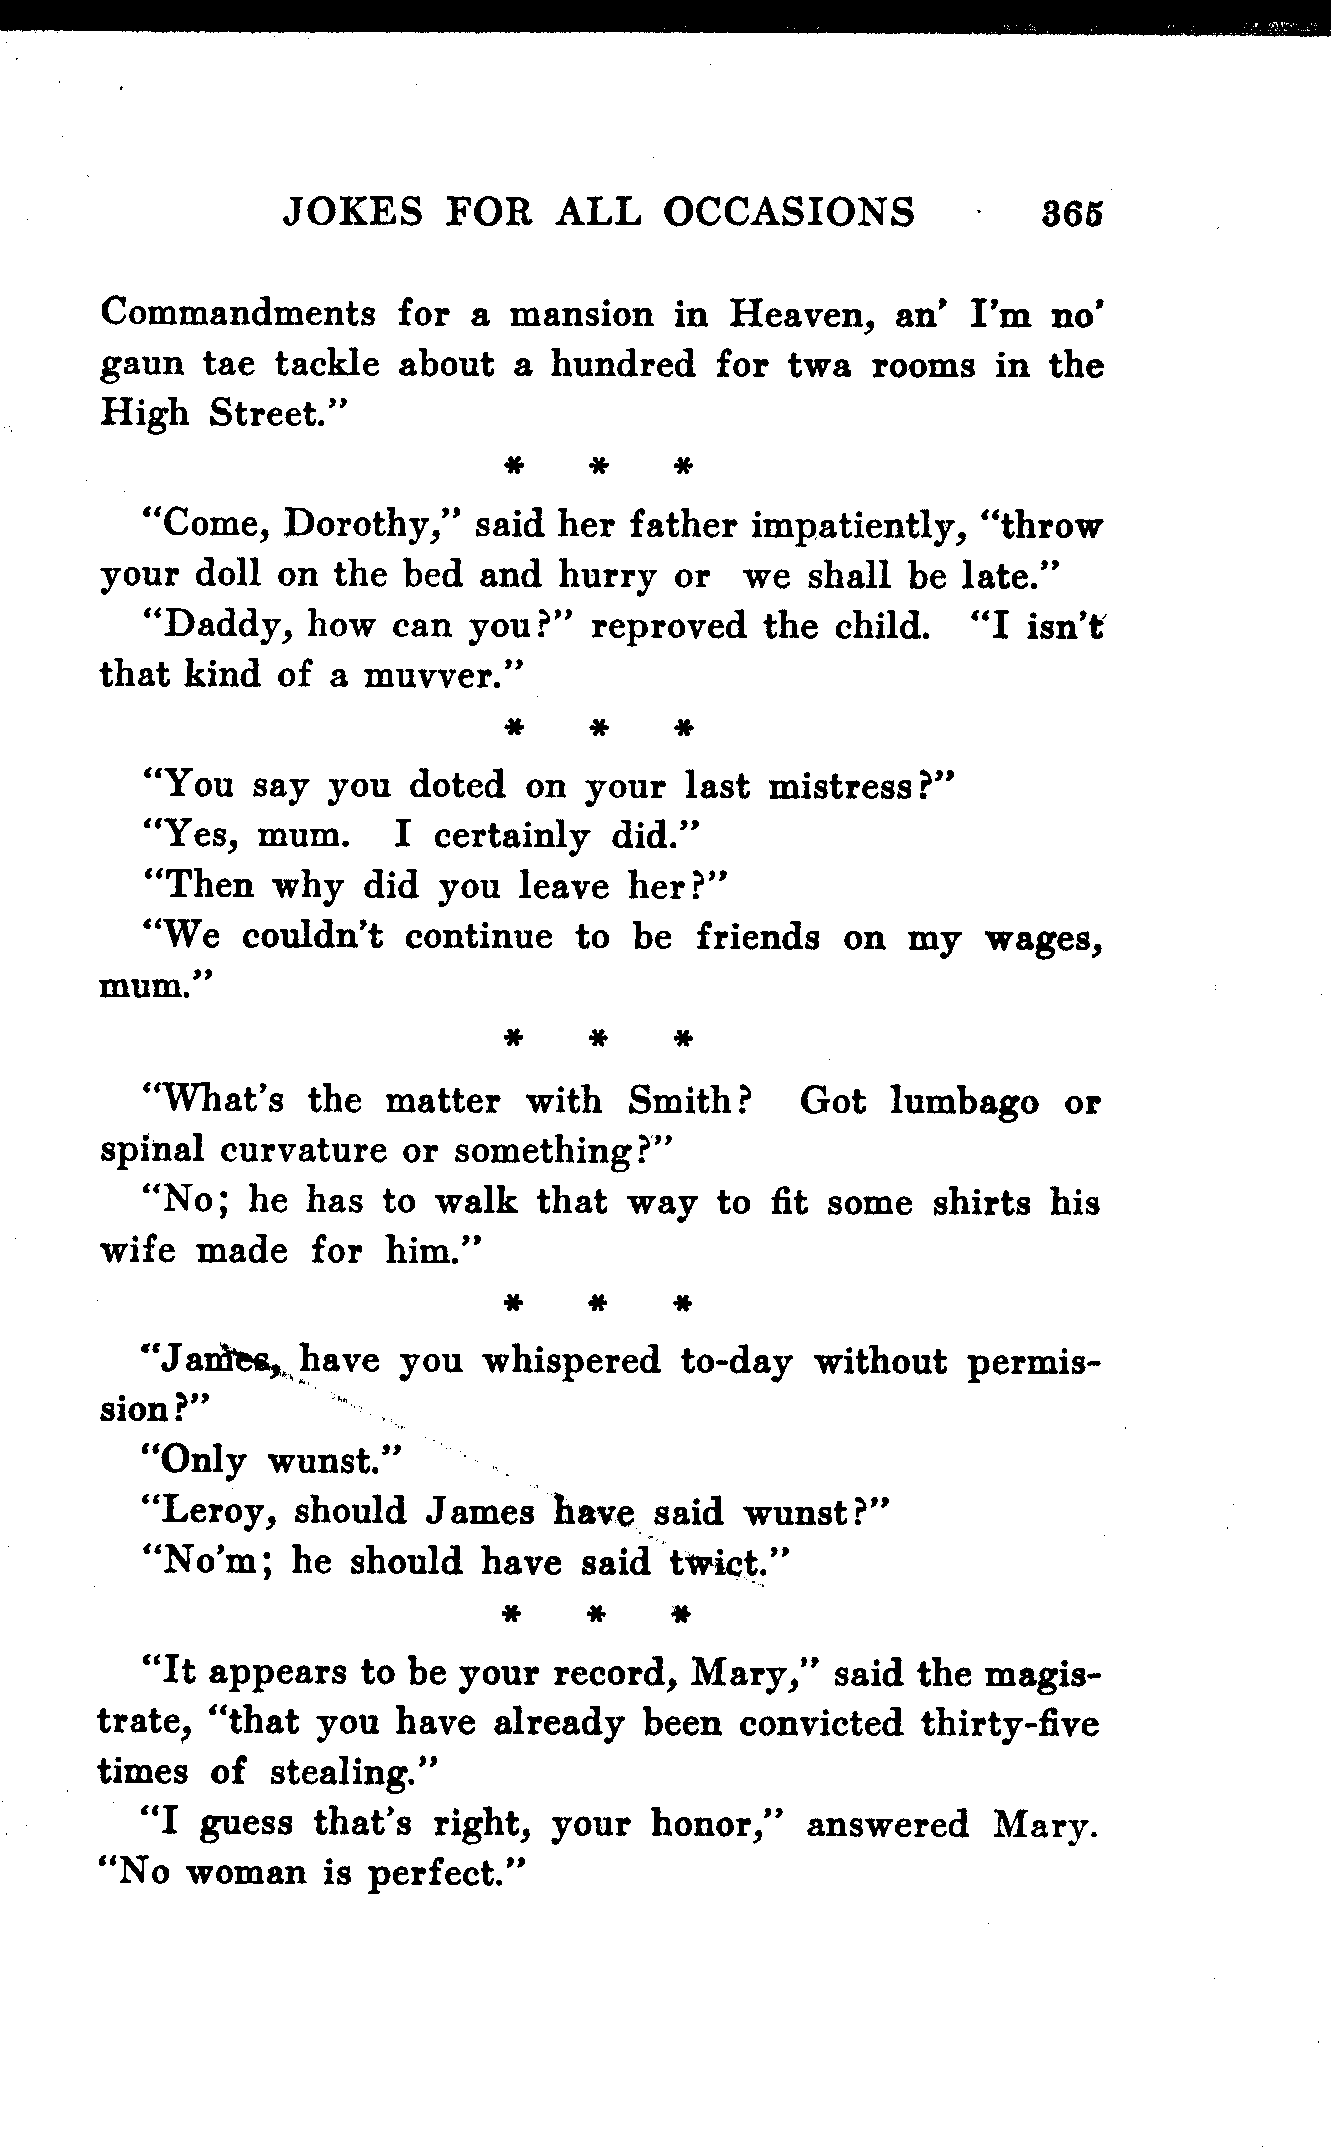 JOKES FOR ALL OCCASIONS 365
Commandments for a mansion in Heaven, an' I'm no'
gaun tae tackle about a hundred for twa rooms in the
High Street."
* * *
"Come, Dorothy," said her father impatiently, "throw
your doll on the bed and hurry or we shall be late."
"Daddy, how can you?" reproved the child. "I isn't
that kind of a muvver."
* * *
"You say you doted on your last mistress?"
"Yes, mum. I certainly did."
"Then why did you leave her?"
"We couldn't continue to be friends on my wages,
mum."
* * *
"What's the matter with Smith? Got lumbago or
spinal curvature or something?"
"No; he has to walk that way to fit some shirts his
wife made for him."
* * *
"James, have you whispered to-day without permis-
sion?"
"Only wunst."
"Leroy, should James have said wunst?"
"No'm; he should have said twict."
* * *
"It appears to be your record, Mary," said the magis-
trate, "that you have already been convicted thirty-five
times of stealing."
"I guess that's right, your honor," answered Mary.
"No woman is perfect."